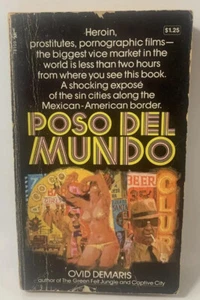 $1.25
Heroin,
prostitutes, pornographic films—
the biggest vice market in the
world is less than two hours
from where you see this book.
A shocking exposé
of the sin cities along the
Mexican-American border.
POSO DEL
MUNDO
BEER
CLUB
OVID DEMARIS
author of The Green Felt Jungle and Captive City